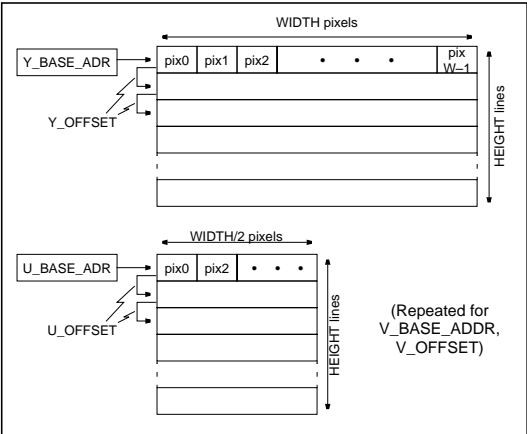 WIDTH pixels
Y_BASE_ADR
pix0 pix1 pix2 • • • pix
W–1
Y_OFFSET
HEIGHT lines
WIDTH/2 pixels
U_BASE_ADR
pix0 pix2 • • •
U_OFFSET
HEIGHT lines
(Repeated for
V_BASE_ADDR,
V_OFFSET)